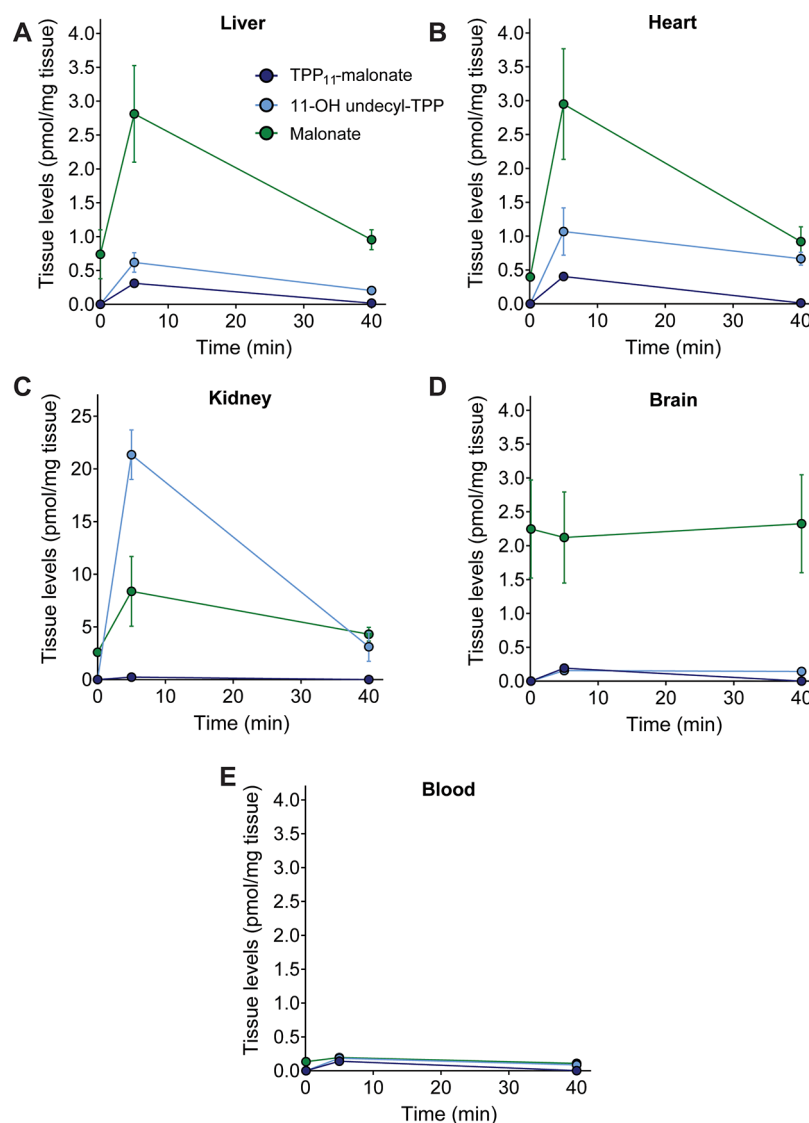 A
Liver
Tissue levels (pmol/mg tissue)
4.0
3.5
3.0
2.5
2.0
1.5
1.0
0.5
0.0
0 10 20 30 40
Time (min)
TPP₁₁-malonate
11-OH undecyl-TPP
Malonate
B
Heart
Tissue levels (pmol/mg tissue)
4.0
3.5
3.0
2.5
2.0
1.5
1.0
0.5
0.0
0 10 20 30 40
Time (min)
C
Kidney
Tissue levels (pmol/mg tissue)
25
20
15
10
5
0
0 10 20 30 40
Time (min)
D
Brain
Tissue levels (pmol/mg tissue)
4.0
3.5
3.0
2.5
2.0
1.5
1.0
0.5
0.0
0 10 20 30 40
Time (min)
E
Blood
Tissue levels (pmol/mg tissue)
4.0
3.5
3.0
2.5
2.0
1.5
1.0
0.5
0.0
0 10 20 30 40
Time (min)